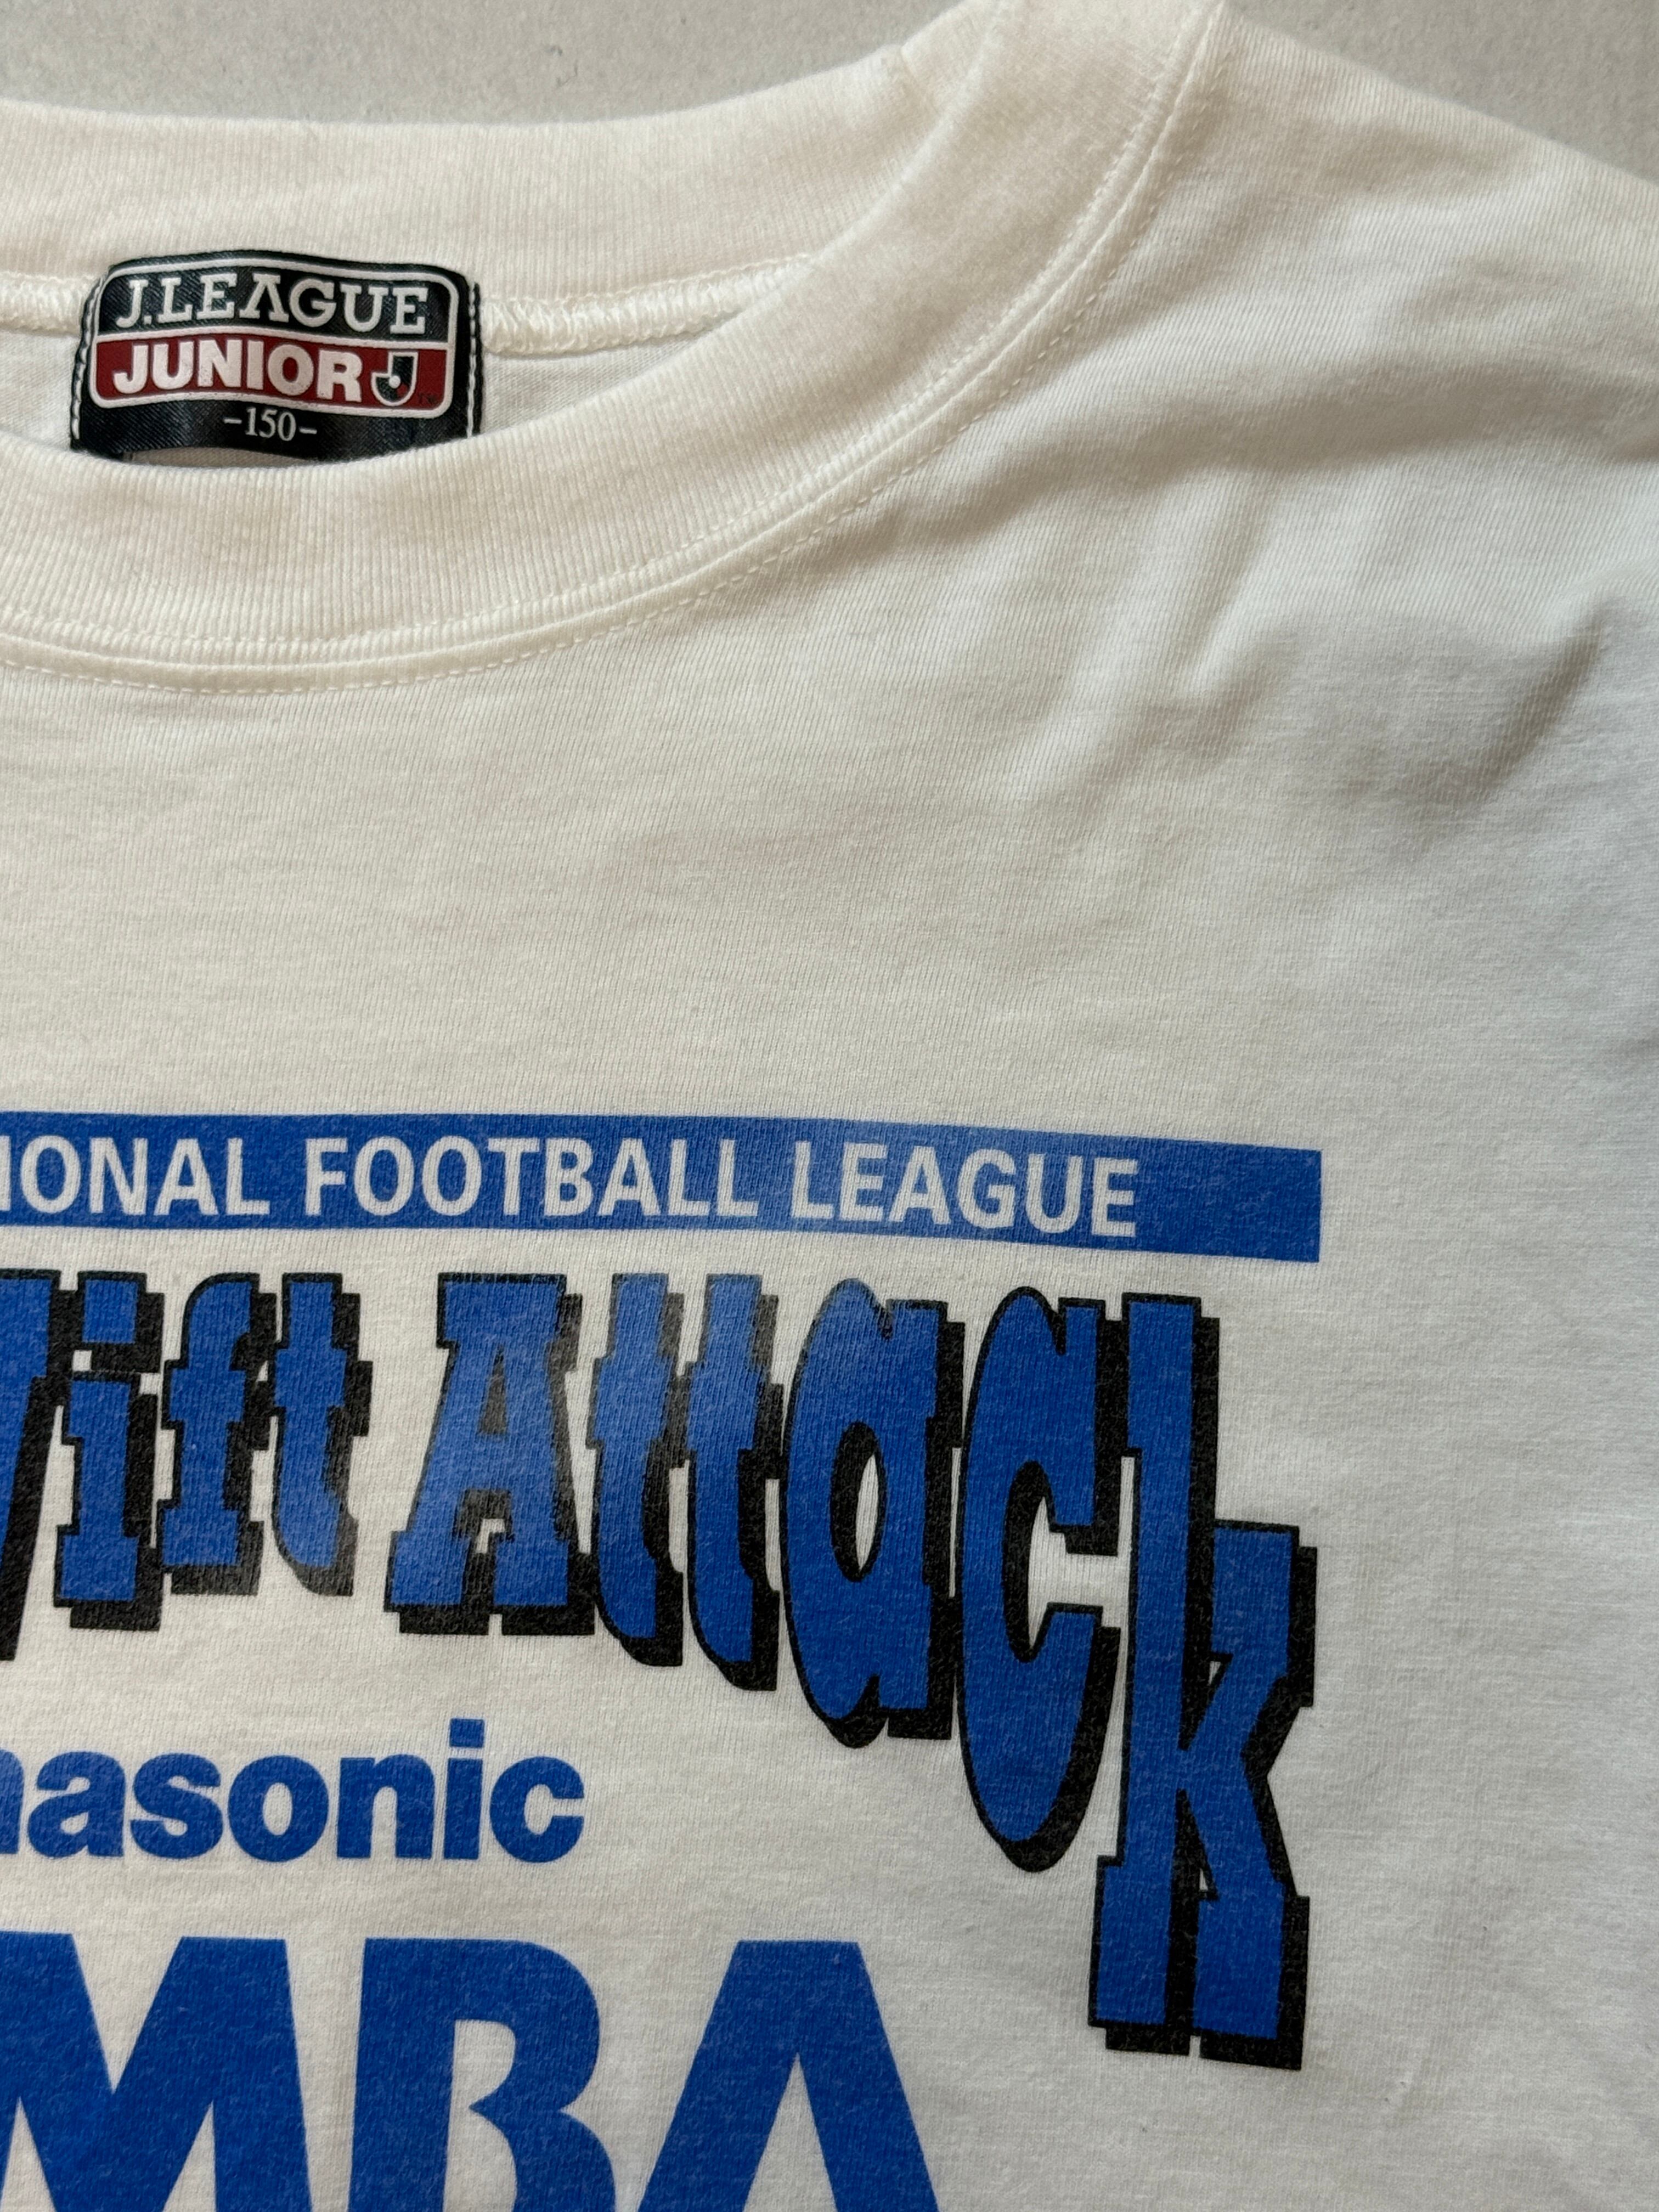 J.LEAGUE
JUNIOR
-150-
IONAL FOOTBALL LEAGUE
ift Attack
nasonic
MBA